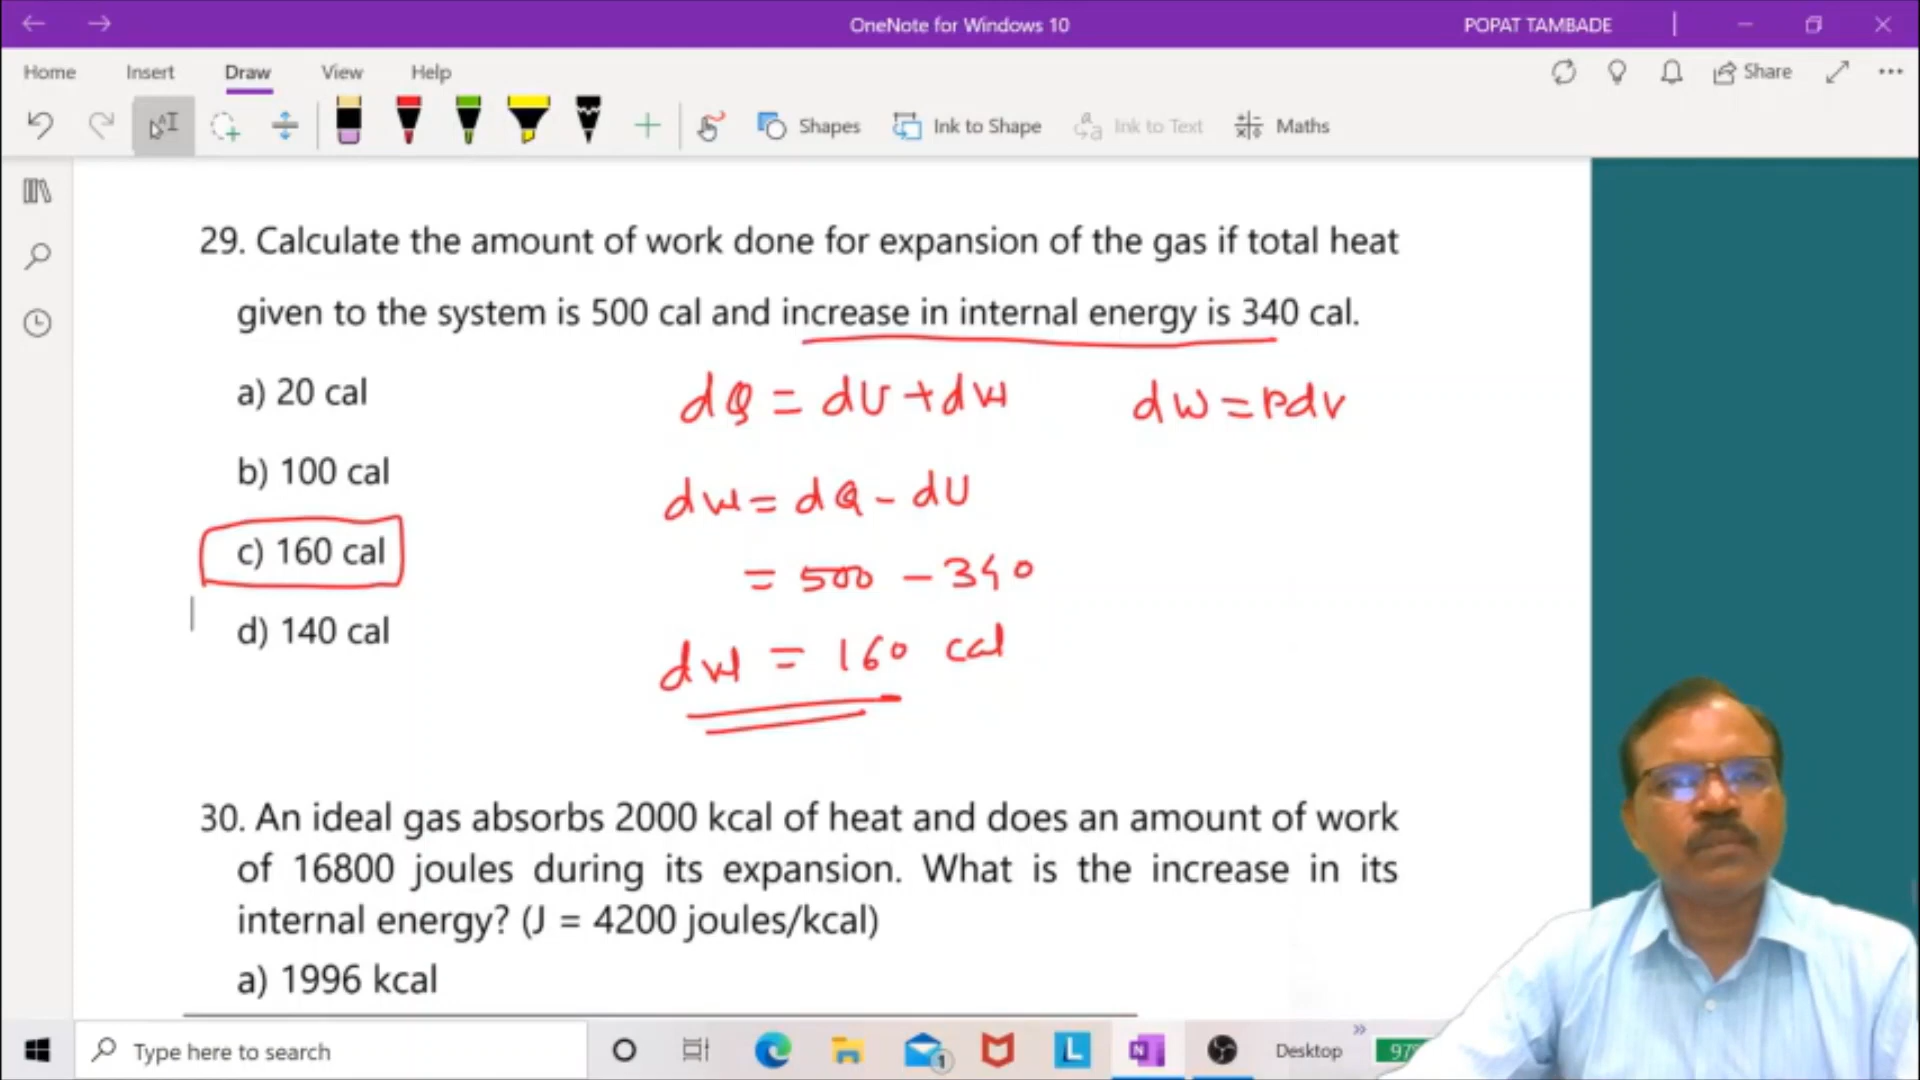 OneNote for Windows 10
POPAT TAMBADE
Home Insert Draw View Help
Share
Shapes Ink to Shape Ink to Text Maths
29. Calculate the amount of work done for expansion of the gas if total heat
given to the system is 500 cal and increase in internal energy is 340 cal.
a) 20 cal
dQ = dU + dW
dW = PdV
b) 100 cal
dW = dQ - dU
c) 160 cal
= 500 - 340
d) 140 cal
dW = 160 cal
30. An ideal gas absorbs 2000 kcal of heat and does an amount of work
of 16800 joules during its expansion. What is the increase in its
internal energy? (J = 4200 joules/kcal)
a) 1996 kcal
Type here to search
1
L
N
Desktop
97